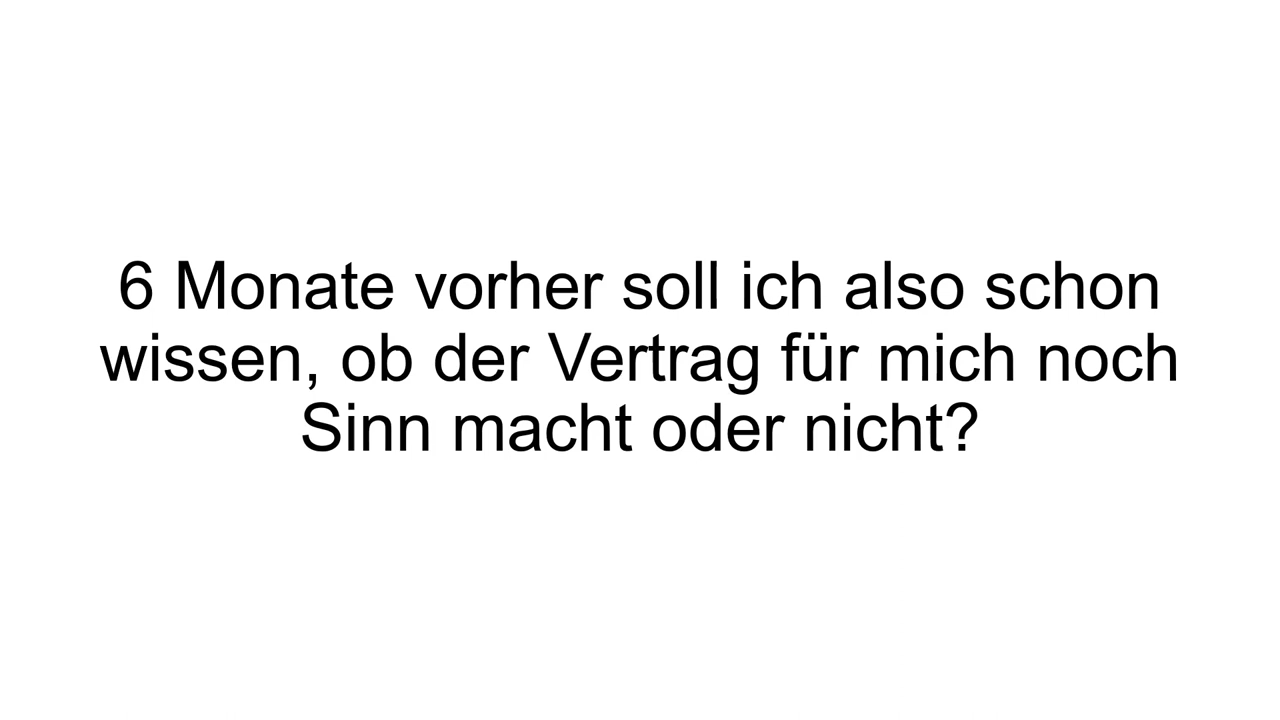 6 Monate vorher soll ich also schon
wissen, ob der Vertrag für mich noch
Sinn macht oder nicht?